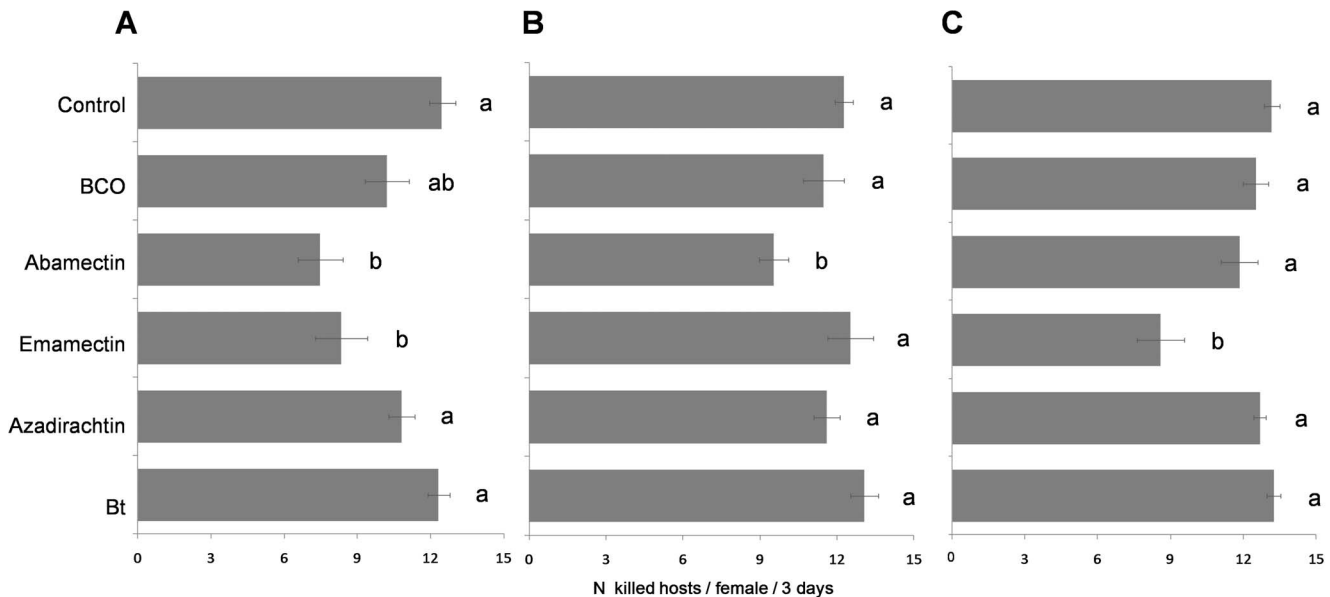 A B C
Control a a a
BCO ab a a
Abamectin b b a
Emamectin b a b
Azadirachtin a a a
Bt a a a
0 3 6 9 12 15 0 3 6 9 12 15 0 3 6 9 12 15
N killed hosts / female / 3 days